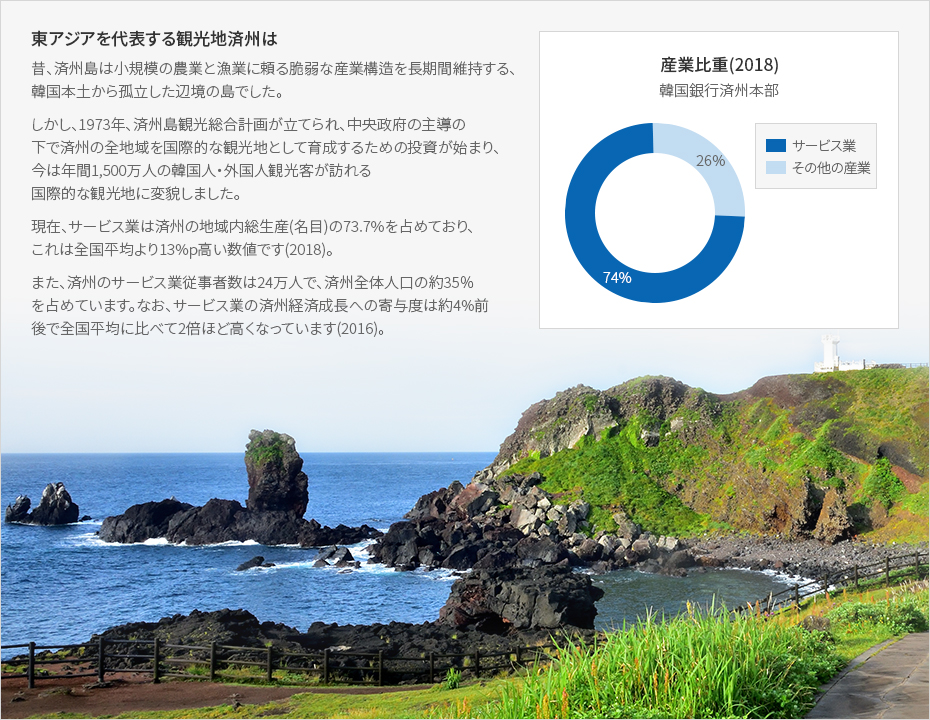 東アジアを代表する観光地済州は
昔、済州島は小規模の農業と漁業に頼る脆弱な産業構造を長期間維持する、
韓国本土から孤立した辺境の島でした。
しかし、1973年、済州島観光総合計画が立てられ、中央政府の主導の
下で済州の全地域を国際的な観光地として育成するための投資が始まり、
今は年間1,500万人の韓国人・外国人観光客が訪れる
国際的な観光地に変貌しました。
現在、サービス業は済州の地域内総生産(名目)の73.7%を占めており、
これは全国平均より13%p高い数値です(2018)。
また、済州のサービス業従事者数は24万人で、済州全体人口の約35%
を占めています。なお、サービス業の済州経済成長への寄与度は約4%前
後で全国平均に比べて2倍ほど高くなっています(2016)。
産業比重(2018)
韓国銀行済州本部
26%
74%
サービス業
その他の産業